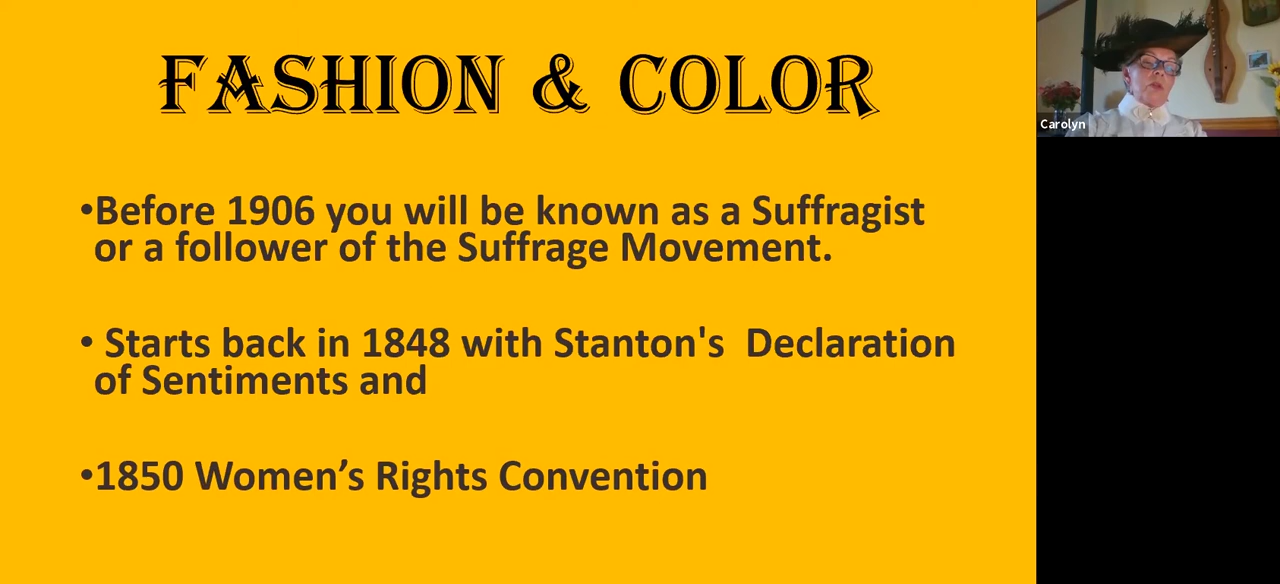 FASHION & COLOR
•Before 1906 you will be known as a Suffragist
or a follower of the Suffrage Movement.
• Starts back in 1848 with Stanton's  Declaration
of Sentiments and
•1850 Women’s Rights Convention
Carolyn